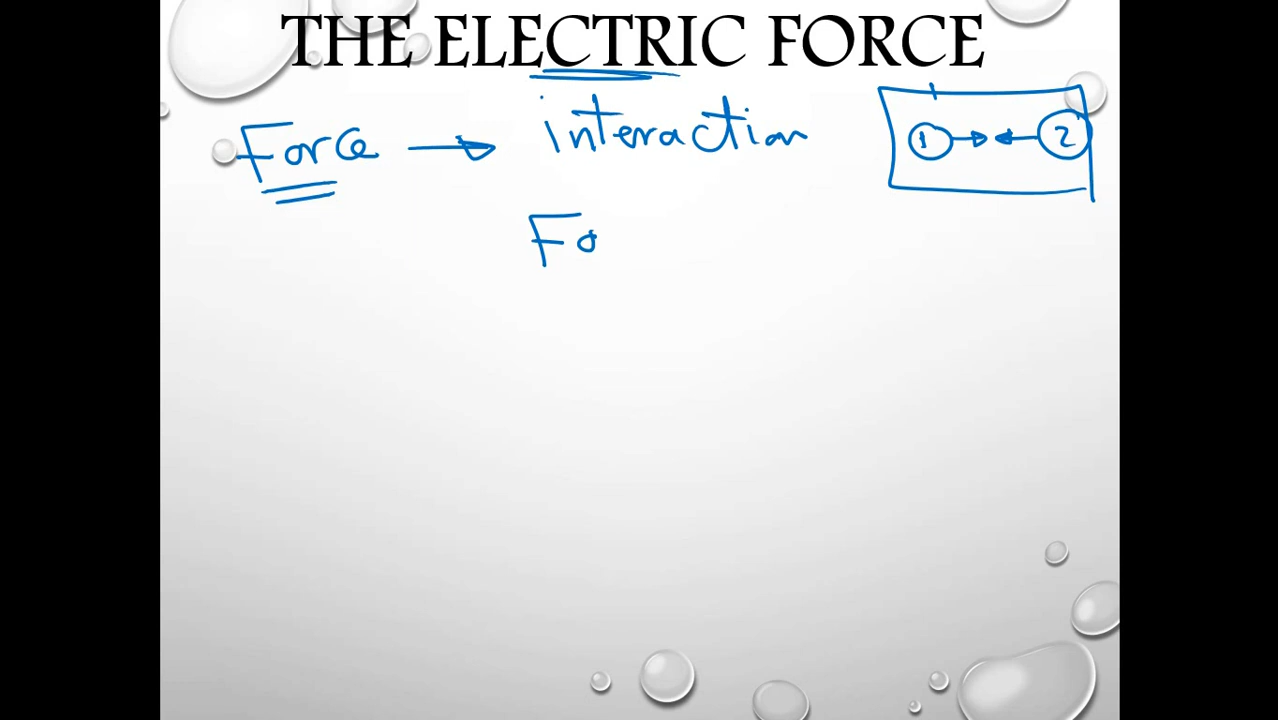 THE ELECTRIC FORCE
Force → interaction
1 2
Fo